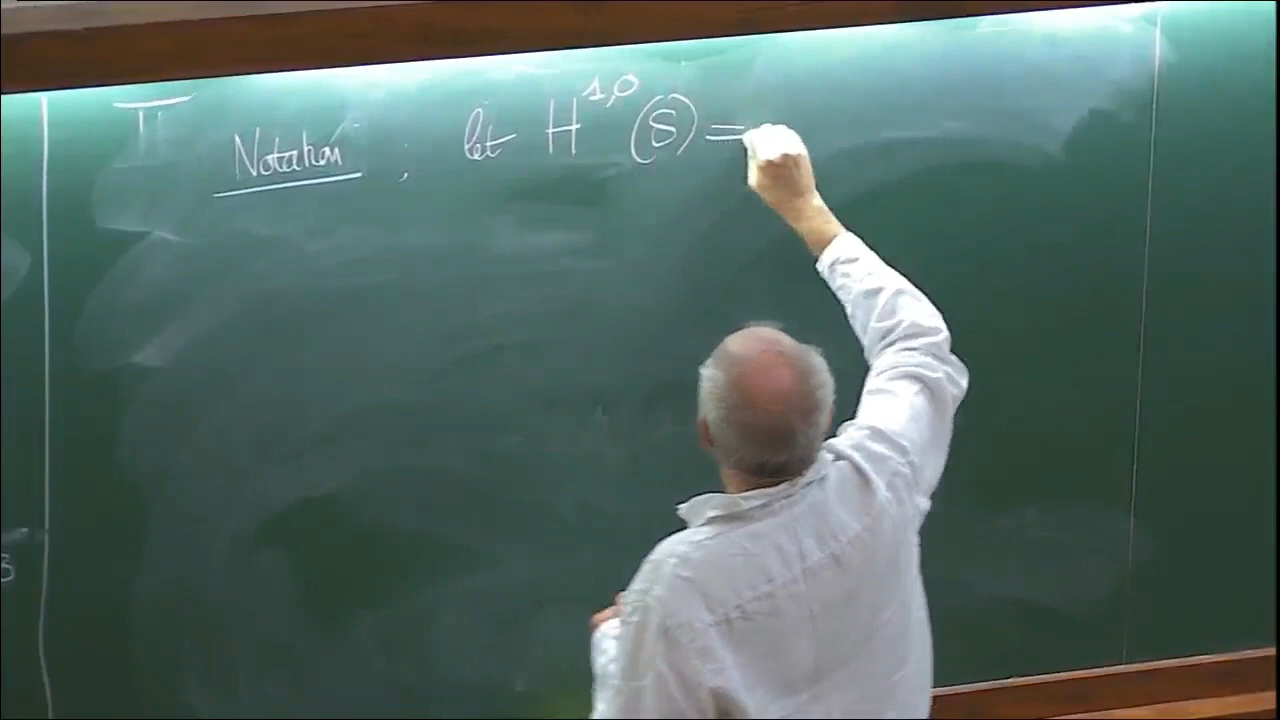 II
Notation ; let H^{1,0}(S) =